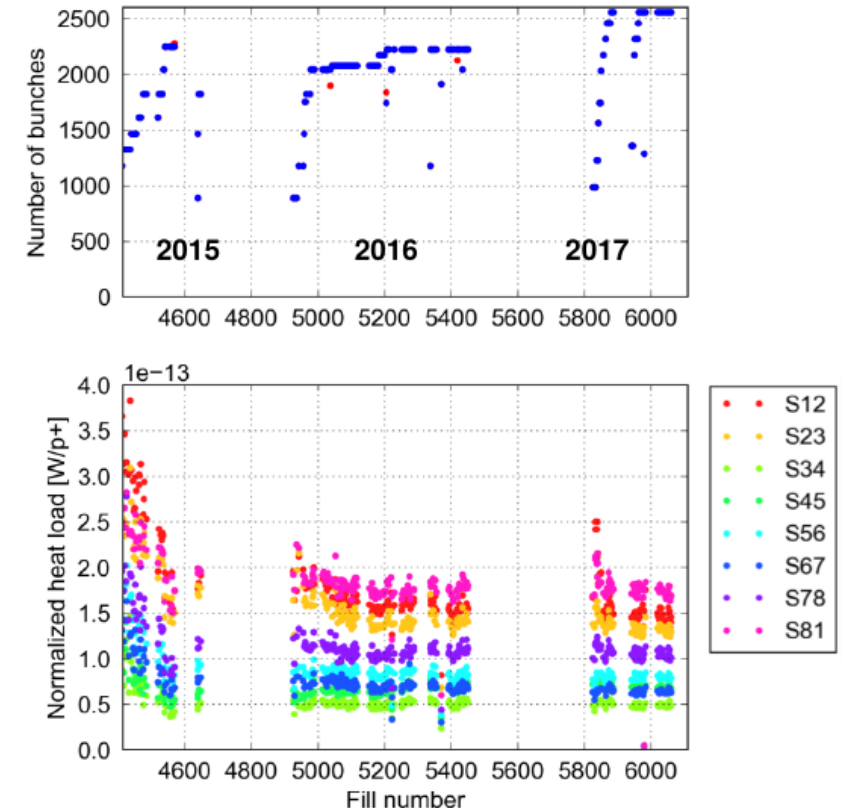 2500
2000
1500
1000
500
0
Number of bunches
2015 2016 2017
4600 4800 5000 5200 5400 5600 5800 6000
1e−13
4.0
3.5
3.0
2.5
2.0
1.5
1.0
0.5
0.0
Normalized heat load [W/p+]
4600 4800 5000 5200 5400 5600 5800 6000
Fill number
S12
S23
S34
S45
S56
S67
S78
S81